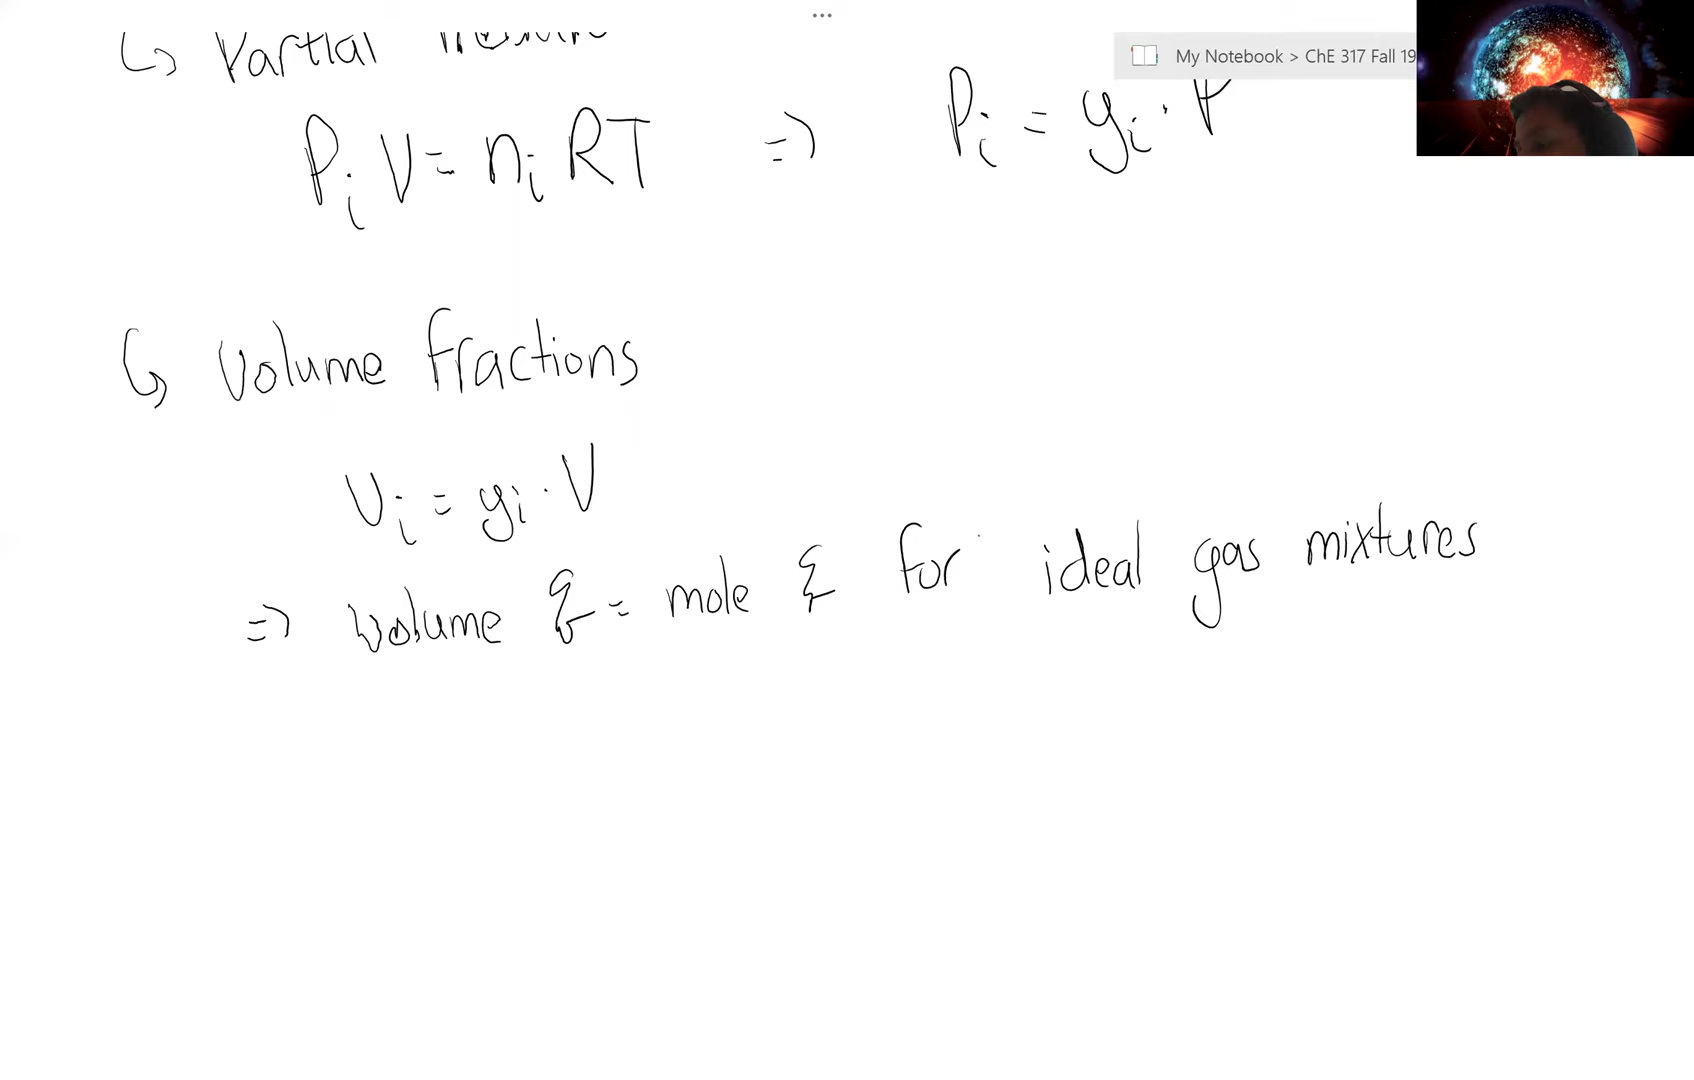 ↳ Partial Pressure
My Notebook > ChE 317 Fall 19
PᵢV = nᵢRT ⇒ Pᵢ = yᵢ · P
↳ Volume Fractions
Vᵢ = yᵢ · V
⇒ Volume % = mole % for ideal gas mixtures